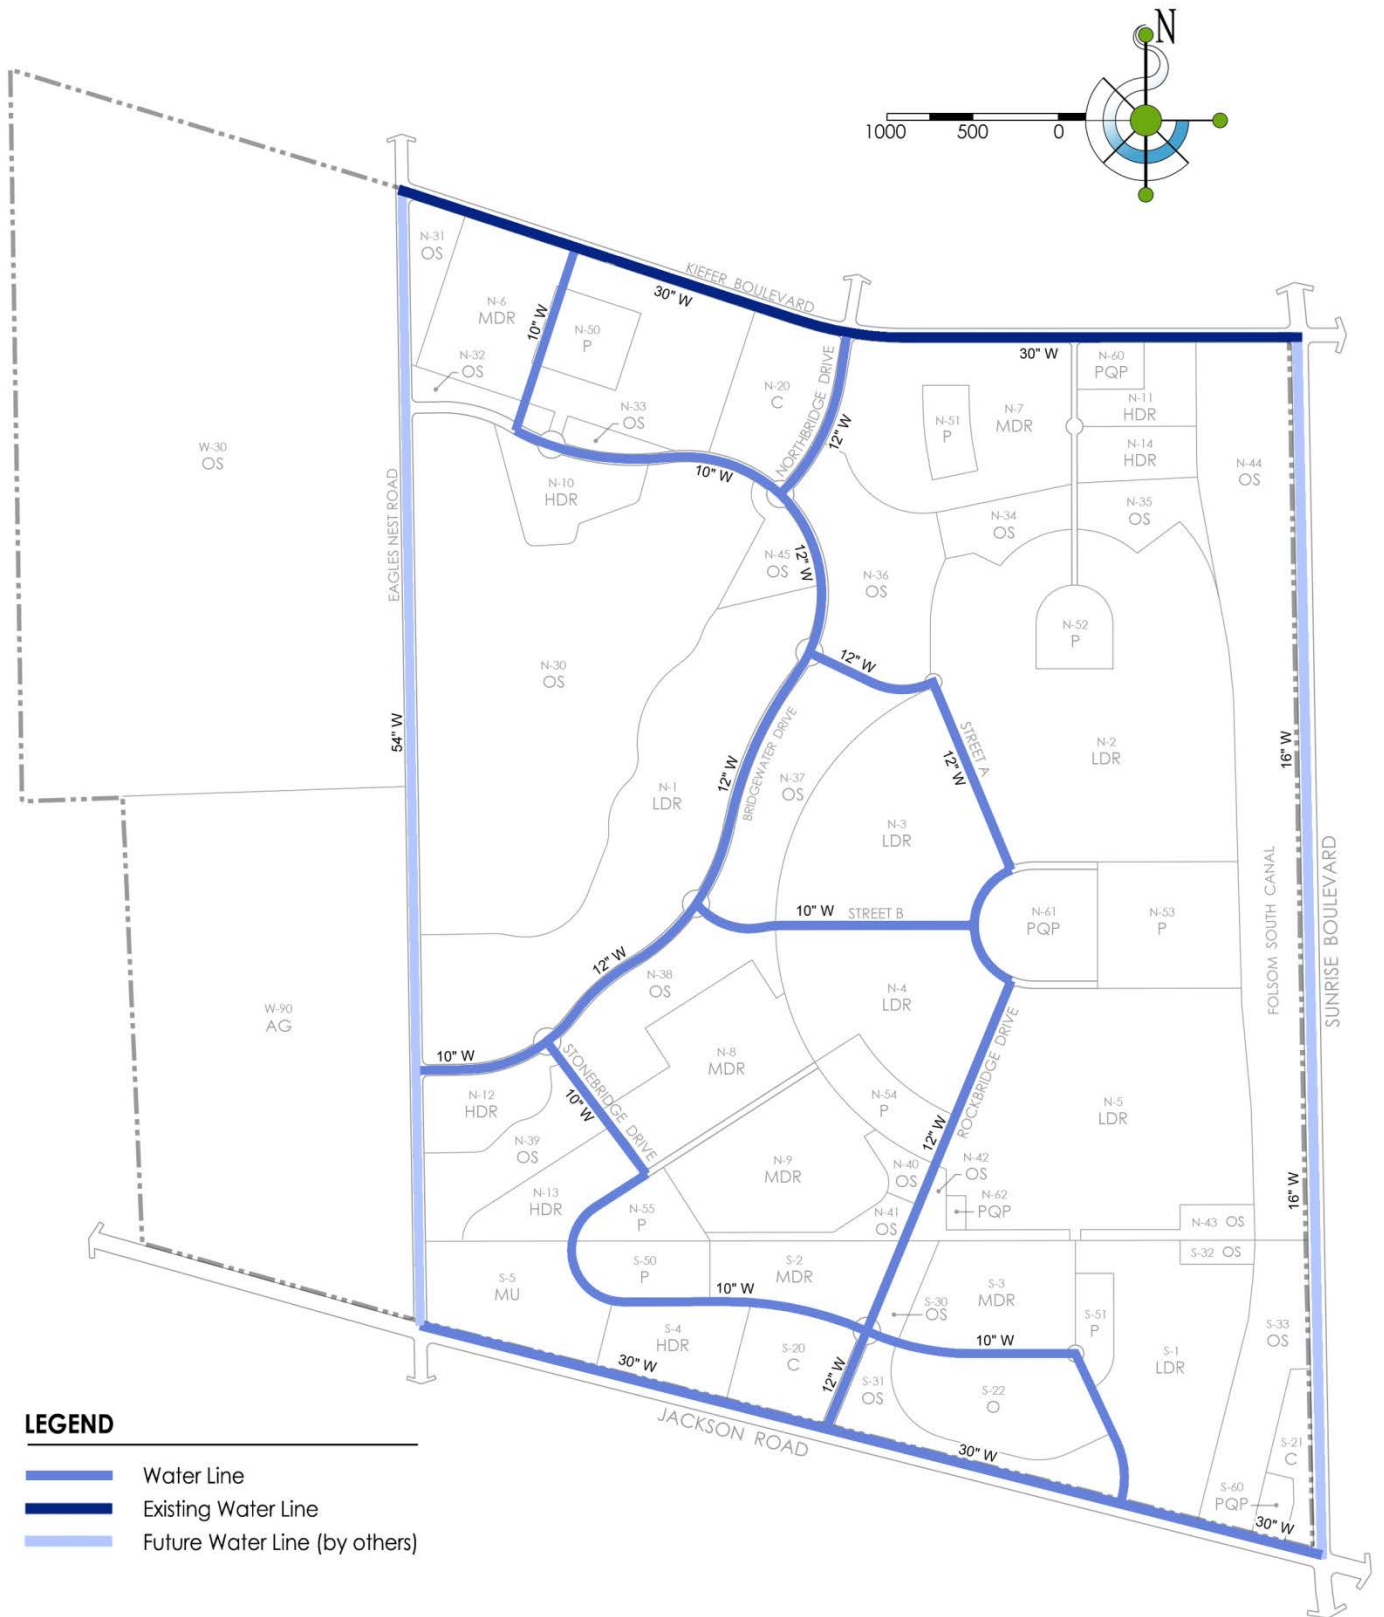 N
1000 500 0
KIEFER BOULEVARD
30" W
30" W
N-31
OS
N-6
MDR
10" W
N-50
P
N-32
OS
N-33
OS
N-20
C
NORTHBRIDGE DRIVE
12" W
N-51
P
N-7
MDR
N-60
PQP
N-11
HDR
N-14
HDR
N-44
OS
W-30
OS
10" W
N-10
HDR
N-34
OS
N-35
OS
EAGLES NEST ROAD
N-45
OS
12" W
N-36
OS
N-52
P
N-30
OS
12" W
54" W
STREET A
12" W
N-2
LDR
16" W
12" W
BRIDGEWATER DRIVE
N-37
OS
N-1
LDR
N-3
LDR
FOLSOM SOUTH CANAL
SUNRISE BOULEVARD
10" W
STREET B
N-61
PQP
N-53
P
12" W
N-38
OS
N-4
LDR
W-90
AG
10" W
STONEBRIDGE DRIVE
10" W
N-8
MDR
ROCKBRIDGE DRIVE
12" W
N-12
HDR
N-54
P
N-5
LDR
N-39
OS
N-9
MDR
N-40
OS
N-42
OS
N-13
HDR
N-55
P
N-41
OS
N-62
PQP
16" W
N-43 OS
S-32 OS
S-5
MU
S-50
P
S-2
MDR
10" W
S-3
MDR
S-30
OS
S-51
P
S-33
OS
S-4
HDR
10" W
S-20
C
S-1
LDR
30" W
12" W
S-31
OS
S-22
O
JACKSON ROAD
30" W
S-21
C
S-60
PQP
30" W
LEGEND
Water Line
Existing Water Line
Future Water Line (by others)